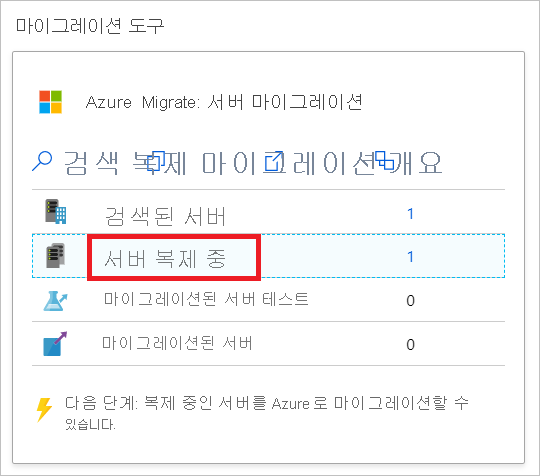 마이그레이션 도구
Azure Migrate: 서버 마이그레이션
검색 복제 마이그레이션 개요
검색된 서버 1
서버 복제 중 1
마이그레이션된 서버 테스트 0
마이그레이션된 서버 0
다음 단계: 복제 중인 서버를 Azure로 마이그레이션할 수
있습니다.